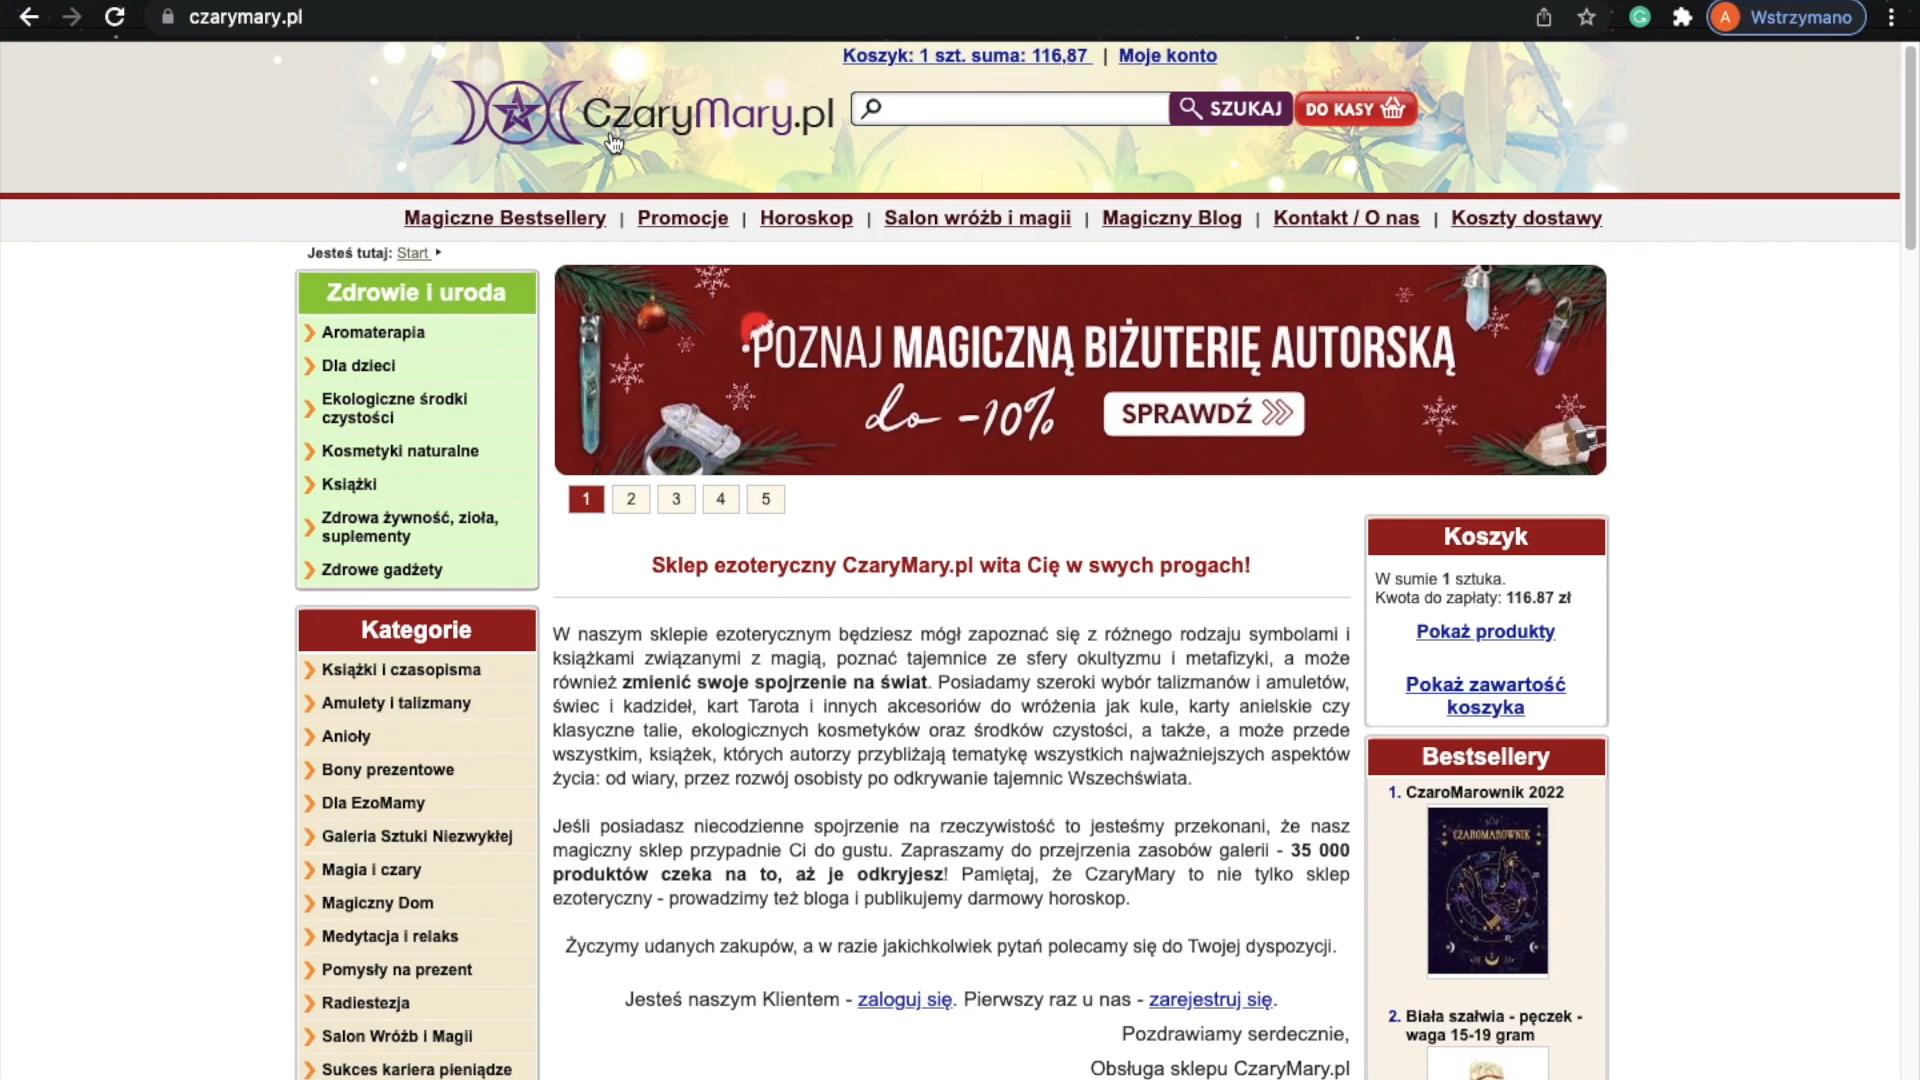 czarymary.pl
A Wstrzymano
Koszyk: 1 szt. suma: 116,87 | Moje konto
CzaryMary.pl
SZUKAJ
DO KASY
Magiczne Bestsellery | Promocje | Horoskop | Salon wróżb i magii | Magiczny Blog | Kontakt / O nas | Koszty dostawy
Jesteś tutaj: Start
Zdrowie i uroda
Aromaterapia
Dla dzieci
Ekologiczne środki
czystości
Kosmetyki naturalne
Książki
Zdrowa żywność, zioła,
suplementy
Zdrowe gadżety
Kategorie
Książki i czasopisma
Amulety i talizmany
Anioły
Bony prezentowe
Dla EzoMamy
Galeria Sztuki Niezwykłej
Magia i czary
Magiczny Dom
Medytacja i relaks
Pomysły na prezent
Radiestezja
Salon Wróżb i Magii
Sukces kariera pieniądze
POZNAJ MAGICZNĄ BIŻUTERIĘ AUTORSKĄ
do -10%
SPRAWDŹ
1 2 3 4 5
Sklep ezoteryczny CzaryMary.pl wita Cię w swych progach!
W naszym sklepie ezoterycznym będziesz mógł zapoznać się z różnego rodzaju symbolami i
książkami związanymi z magią, poznać tajemnice ze sfery okultyzmu i metafizyki, a może
również zmienić swoje spojrzenie na świat. Posiadamy szeroki wybór talizmanów i amuletów,
świec i kadzideł, kart Tarota i innych akcesoriów do wróżenia jak kule, karty anielskie czy
klasyczne talie, ekologicznych kosmetyków oraz środków czystości, a także, a może przede
wszystkim, książek, których autorzy przybliżają tematykę wszystkich najważniejszych aspektów
życia: od wiary, przez rozwój osobisty po odkrywanie tajemnic Wszechświata.
Jeśli posiadasz niecodzienne spojrzenie na rzeczywistość to jesteśmy przekonani, że nasz
magiczny sklep przypadnie Ci do gustu. Zapraszamy do przejrzenia zasobów galerii - 35 000
produktów czeka na to, aż je odkryjesz! Pamiętaj, że CzaryMary to nie tylko sklep
ezoteryczny - prowadzimy też bloga i publikujemy darmowy horoskop.
Życzymy udanych zakupów, a w razie jakichkolwiek pytań polecamy się do Twojej dyspozycji.
Jesteś naszym Klientem - zaloguj się. Pierwszy raz u nas - zarejestruj się.
Pozdrawiamy serdecznie,
Obsługa sklepu CzaryMary.pl
Koszyk
W sumie 1 sztuka.
Kwota do zapłaty: 116.87 zł
Pokaż produkty
Pokaż zawartość
koszyka
Bestsellery
1. CzaroMarownik 2022
CZAROMAROWNIK
2. Biała szałwia - pęczek -
waga 15-19 gram